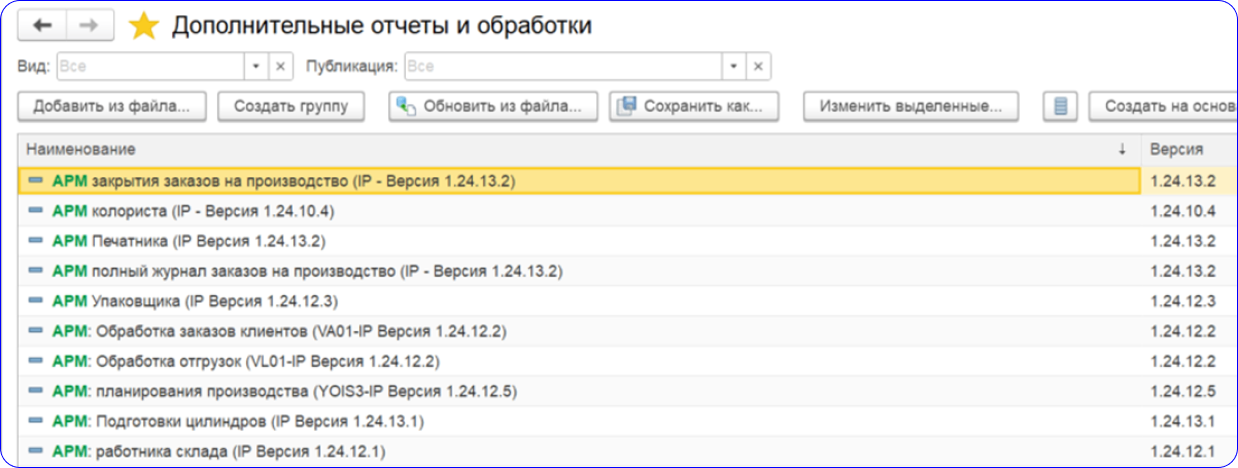 Дополнительные отчеты и обработки
Вид: Все Публикация: Все
Добавить из файла... Создать группу Обновить из файла... Сохранить как... Изменить выделенные... Создать на основ
Наименование ↓ Версия
АРМ закрытия заказов на производство (IP - Версия 1.24.13.2) 1.24.13.2
АРМ колориста (IP - Версия 1.24.10.4) 1.24.10.4
АРМ Печатника (IP Версия 1.24.13.2) 1.24.13.2
АРМ полный журнал заказов на производство (IP - Версия 1.24.13.2) 1.24.13.2
АРМ Упаковщика (IP Версия 1.24.12.3) 1.24.12.3
АРМ: Обработка заказов клиентов (VA01-IP Версия 1.24.12.2) 1.24.12.2
АРМ: Обработка отгрузок (VL01-IP Версия 1.24.12.2) 1.24.12.2
АРМ: планирования производства (YOIS3-IP Версия 1.24.12.5) 1.24.12.5
АРМ: Подготовки цилиндров (IP Версия 1.24.13.1) 1.24.13.1
АРМ: работника склада (IP Версия 1.24.12.1) 1.24.12.1